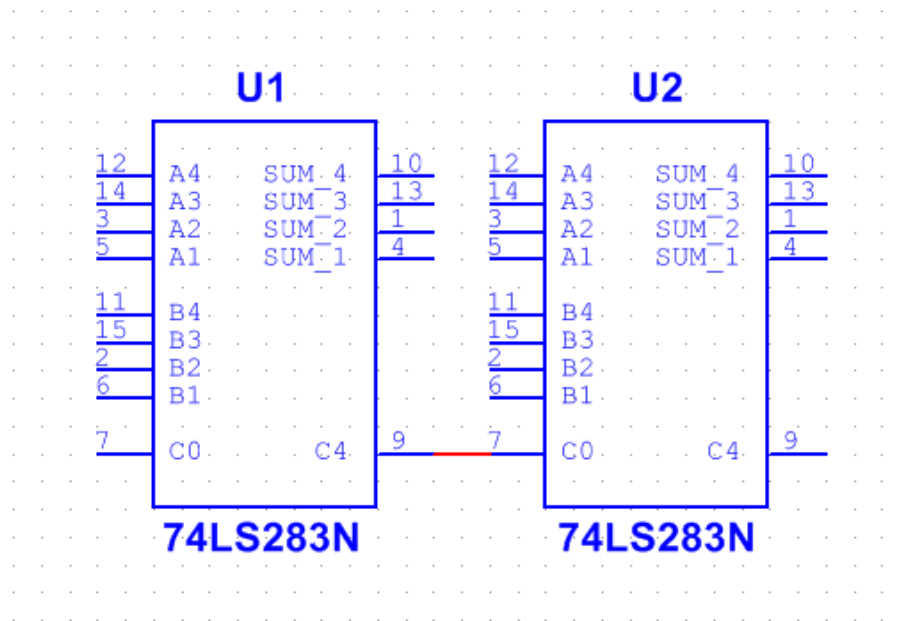 U1 U2
12 A4 SUM_4 10 12 A4 SUM_4 10
14 A3 SUM_3 13 14 A3 SUM_3 13
3 A2 SUM_2 1 3 A2 SUM_2 1
5 A1 SUM_1 4 5 A1 SUM_1 4
11 B4 11 B4
15 B3 15 B3
2 B2 2 B2
6 B1 6 B1
7 C0 C4 9 7 C0 C4 9
74LS283N 74LS283N